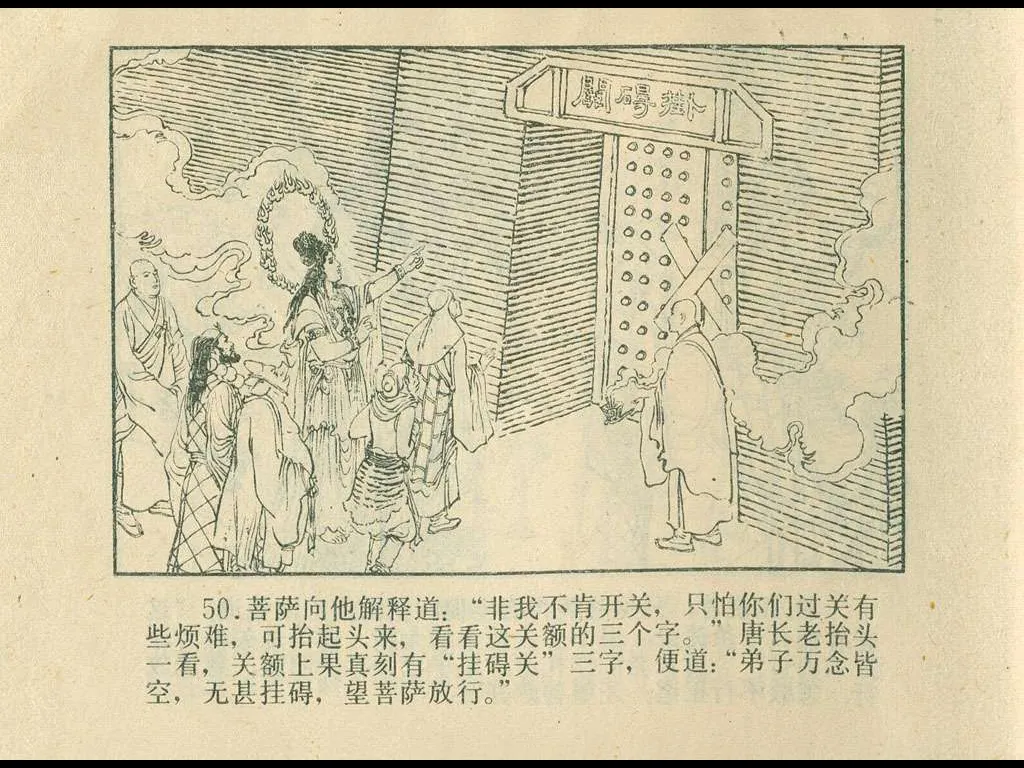 關碍掛
50.菩萨向他解释道：“非我不肯开关，只怕你们过关有
些烦难，可抬起头来，看看这关额的三个字。”唐长老抬头
一看，关额上果真刻有“挂碍关”三字，便道：“弟子万念皆
空，无甚挂碍，望菩萨放行。”